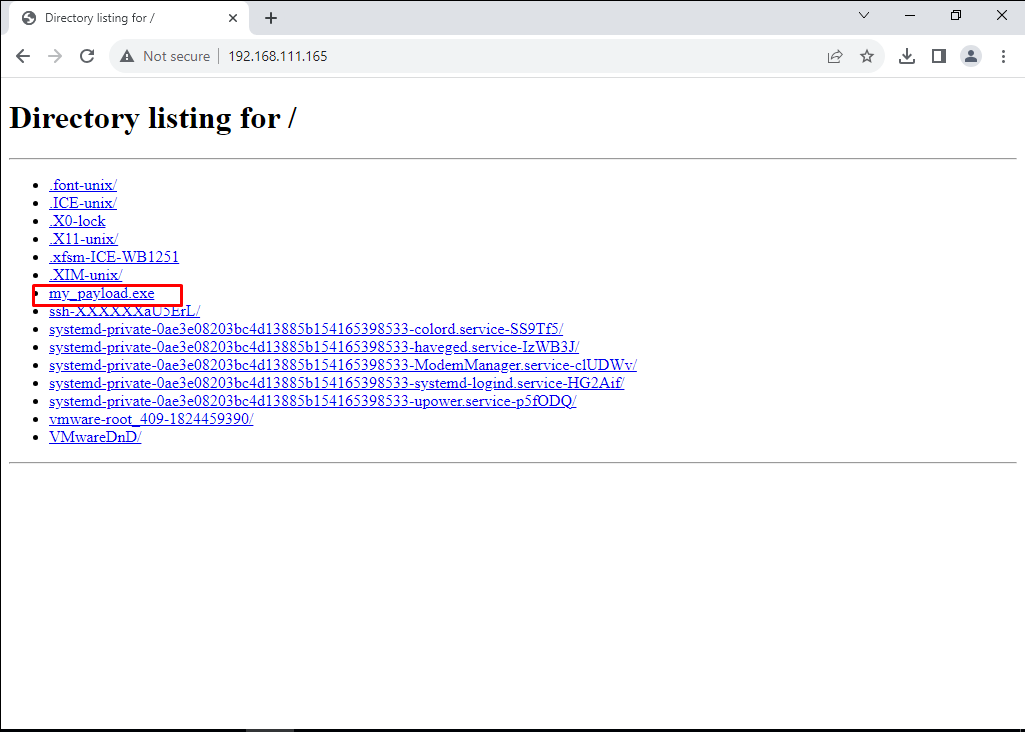 Directory listing for /
Not secure
192.168.111.165
Directory listing for /
.font-unix/
.ICE-unix/
.X0-lock
.X11-unix/
.xfsm-ICE-WB1251
.XIM-unix/
my_payload.exe
ssh-XXXXXXaU5ErL/
systemd-private-0ae3e08203bc4d13885b154165398533-colord.service-SS9Tf5/
systemd-private-0ae3e08203bc4d13885b154165398533-haveged.service-IzWB3J/
systemd-private-0ae3e08203bc4d13885b154165398533-ModemManager.service-clUDWv/
systemd-private-0ae3e08203bc4d13885b154165398533-systemd-logind.service-HG2Aif/
systemd-private-0ae3e08203bc4d13885b154165398533-upower.service-p5fODQ/
vmware-root_409-1824459390/
VMwareDnD/